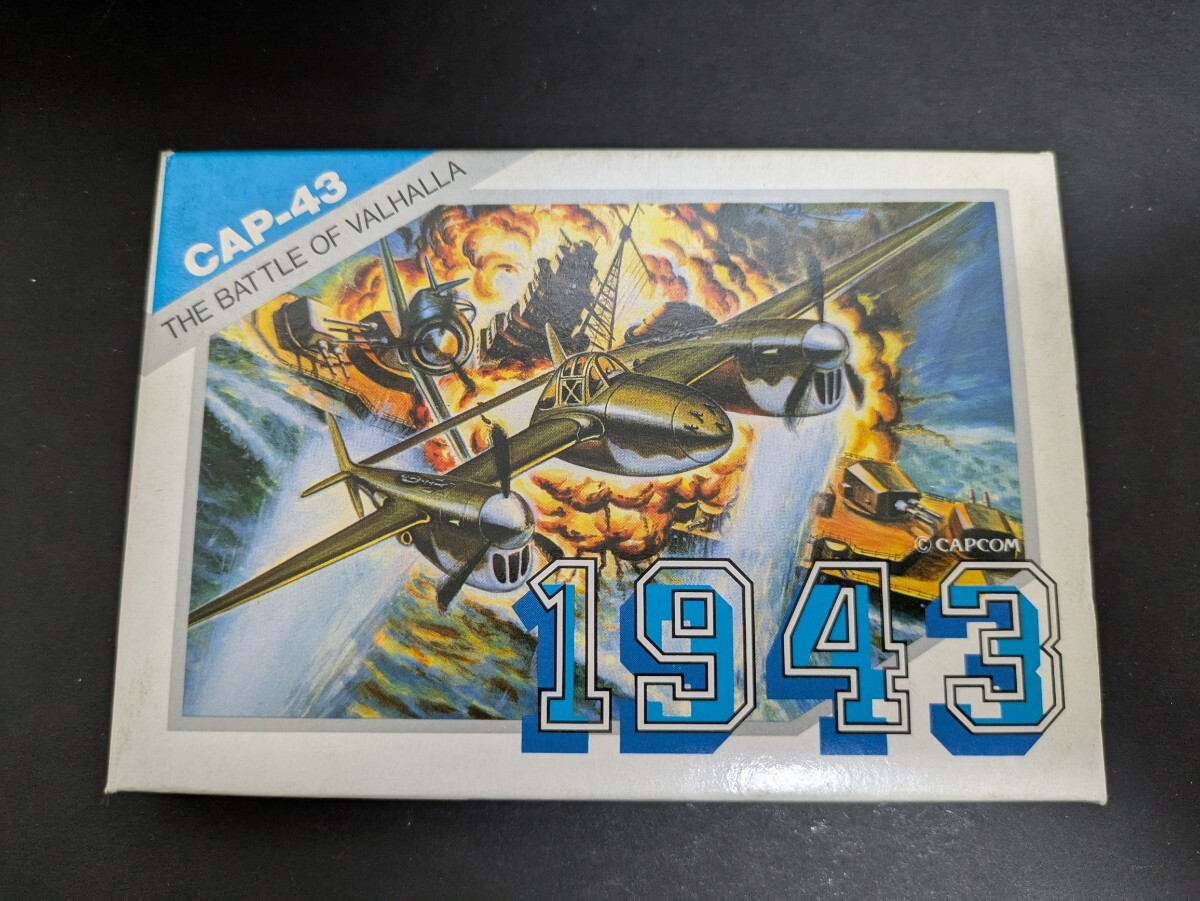 CAP-43
THE BATTLE OF VALHALLA
© CAPCOM
1943